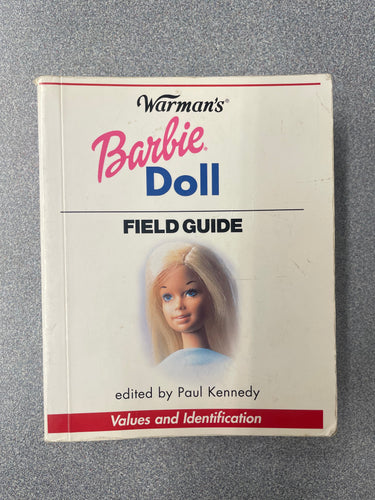 Warman's®
Barbie®
Doll
FIELD GUIDE
edited by Paul Kennedy
Values and Identification